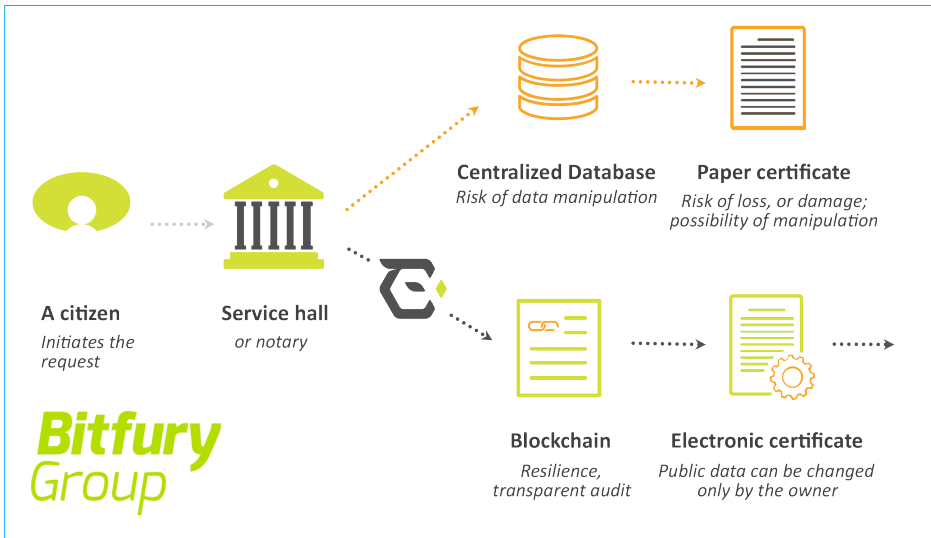 Centralized Database
Risk of data manipulation
Paper certificate
Risk of loss, or damage;
possibility of manipulation
A citizen
Initiates the
request
Service hall
or notary
Blockchain
Resilience,
transparent audit
Electronic certificate
Public data can be changed
only by the owner
Bitfury
Group